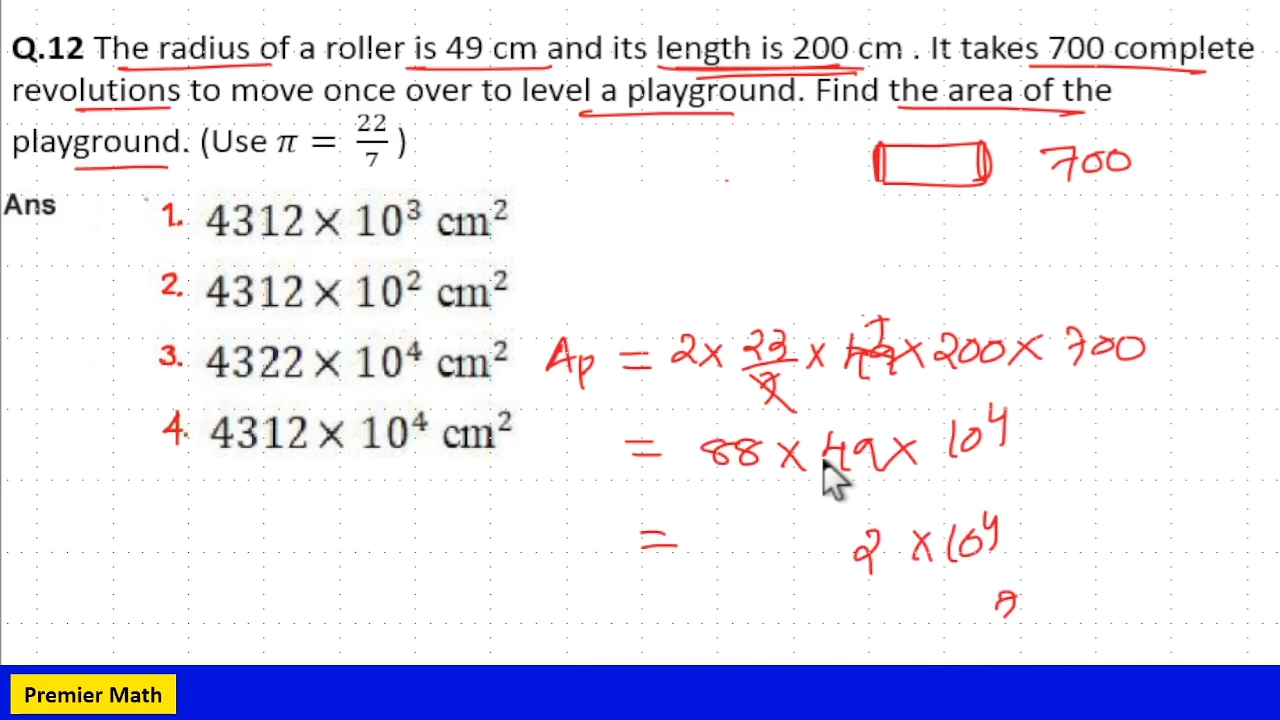 Q.12 The radius of a roller is 49 cm and its length is 200 cm . It takes 700 complete
revolutions to move once over to level a playground. Find the area of the
playground. (Use π = 22/7 )
700
Ans
1. 4312 × 10³ cm²
2. 4312 × 10² cm²
3. 4322 × 10⁴ cm²
4. 4312 × 10⁴ cm²
Ap = 2 × 22/7 × 49 × 200 × 700
7
= 88 × 49 × 10⁴
= 2 × 10⁴
Premier Math